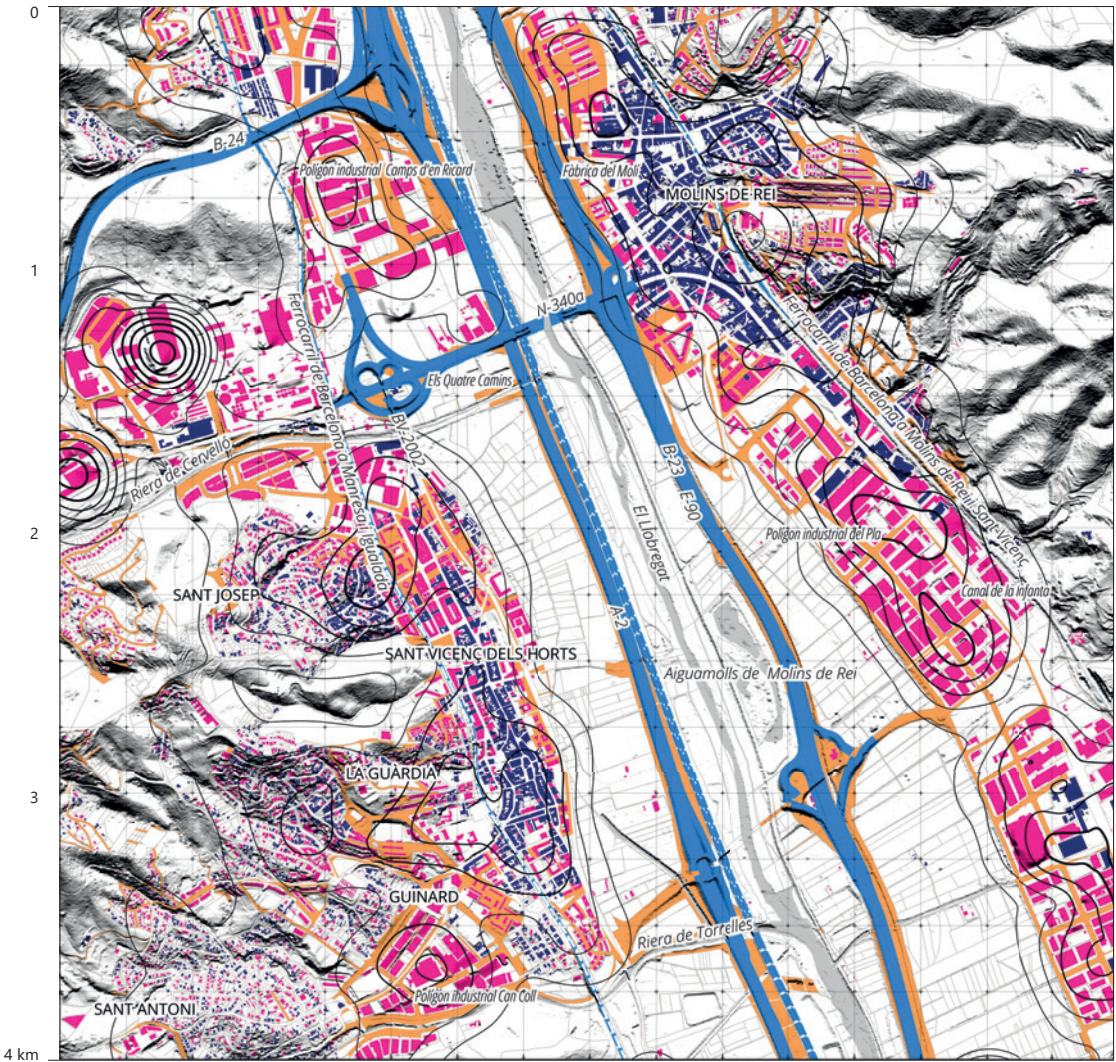 0
B-24
Polígon industrial Camps d'en Ricard
Fàbrica del Molí
MOLINS DE REI
1
N-340a
Ferrocarril de Barcelona a Manresa i Igualada
Ferrocarril de Barcelona a Molins de Rei i Sant Vicenç
Els Quatre Camins
BV-2002
Riera de Cervelló
B-23
E-90
2
El Llobregat
Polígon industrial del Pla
Canal de la Infanta
SANT JOSEP
A-2
SANT VICENÇ DELS HORTS
Aiguamolls de Molins de Rei
LA GUÀRDIA
3
GUINARD
Riera de Torrelles
Polígon industrial Can Coll
SANT ANTONI
4 km